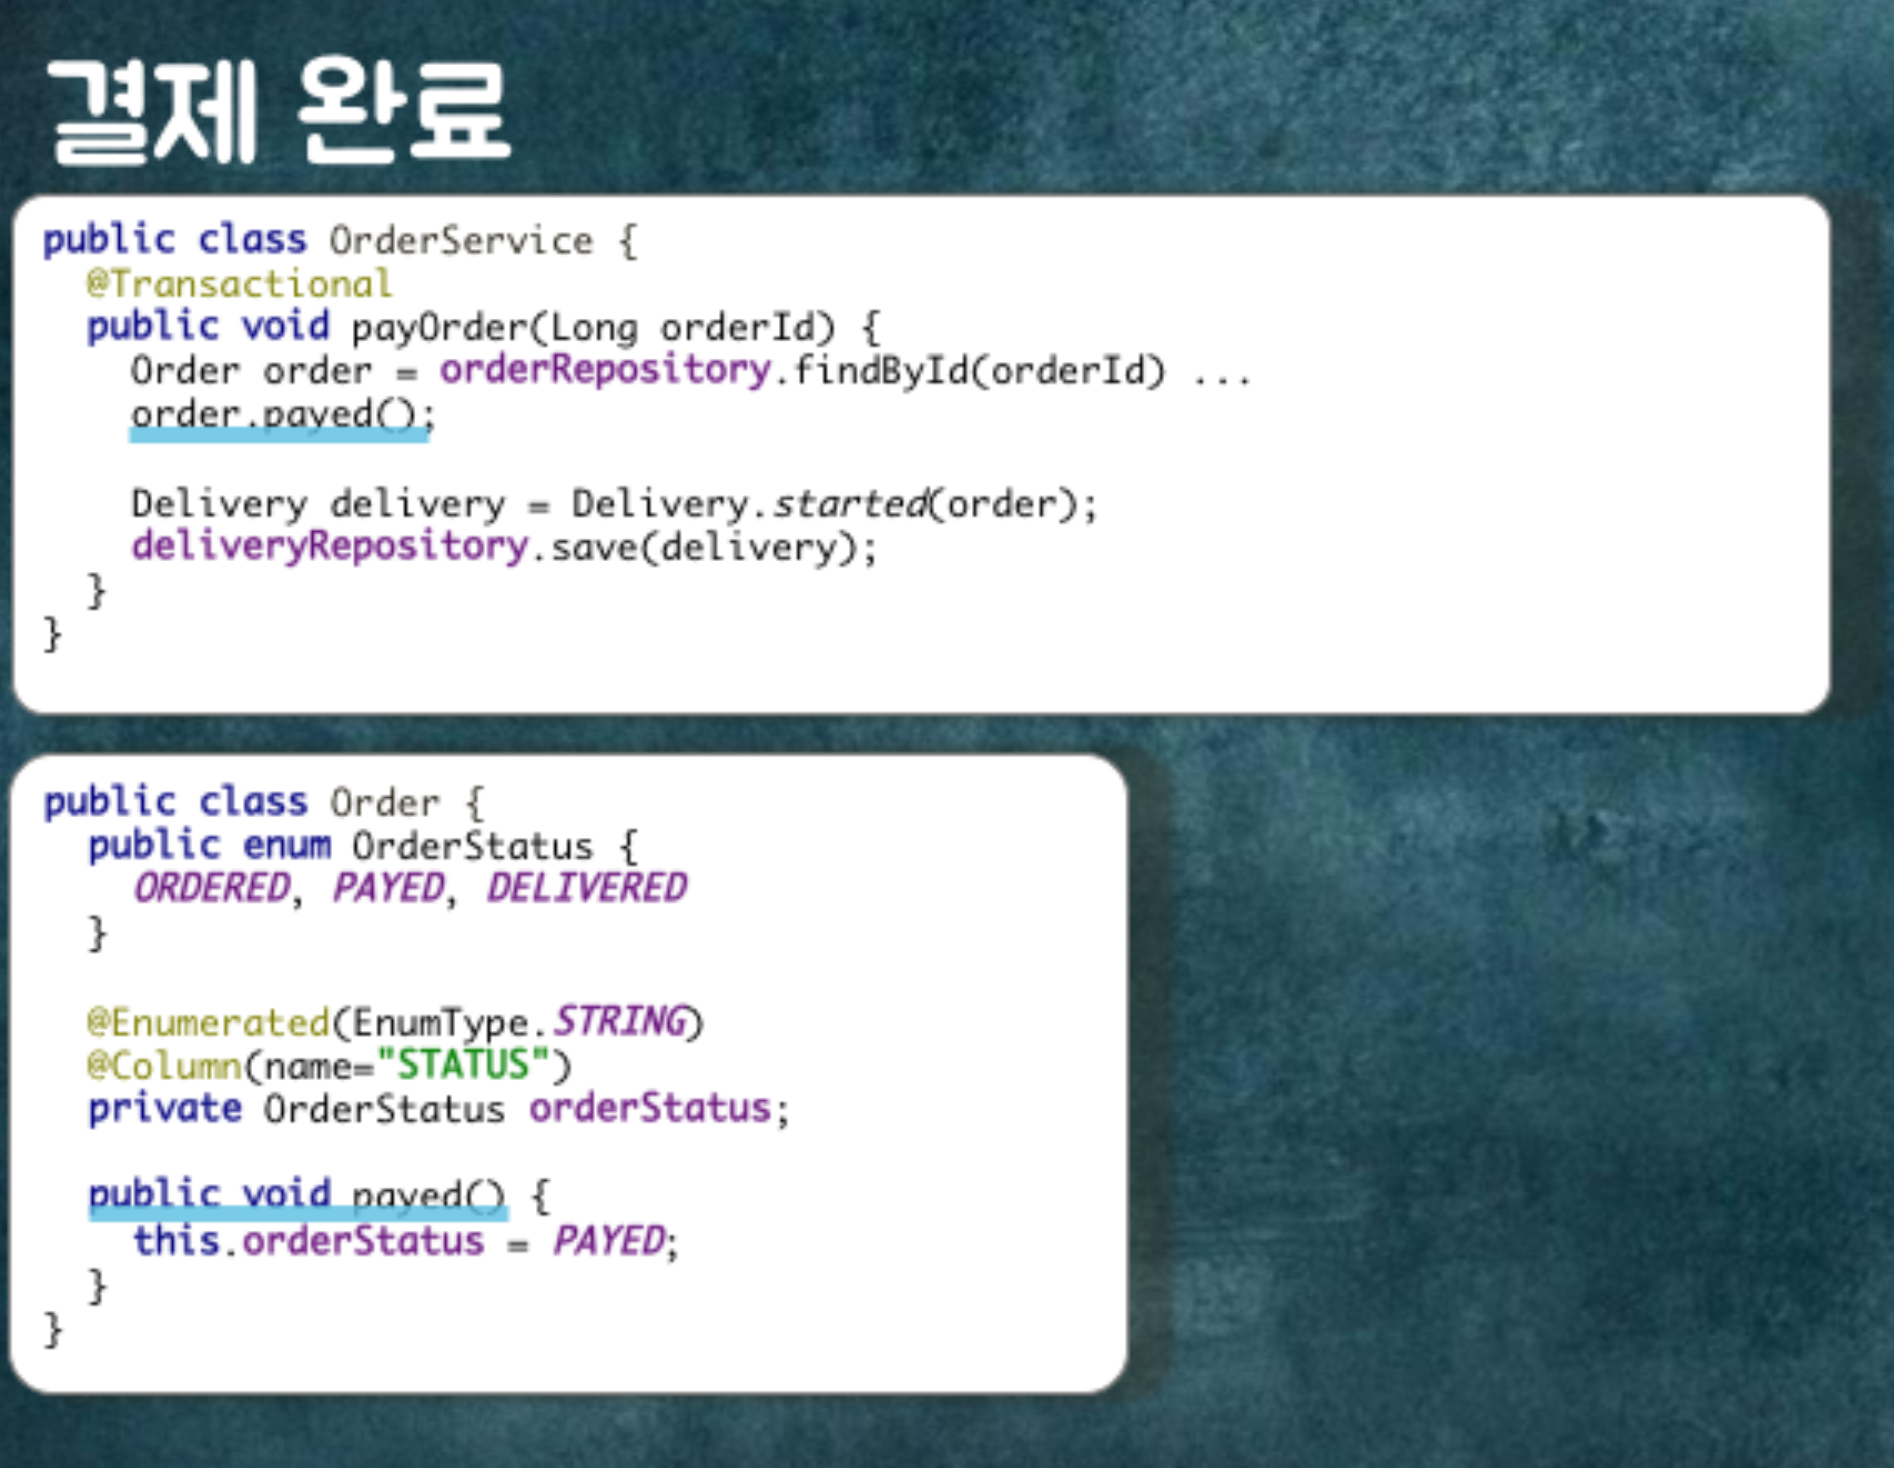 결제 완료
public class OrderService {
@Transactional
public void payOrder(Long orderId) {
Order order = orderRepository.findById(orderId) ...
order.payed();
Delivery delivery = Delivery.started(order);
deliveryRepository.save(delivery);
}
}
public class Order {
public enum OrderStatus {
ORDERED, PAYED, DELIVERED
}
@Enumerated(EnumType.STRING)
@Column(name="STATUS")
private OrderStatus orderStatus;
public void payed() {
this.orderStatus = PAYED;
}
}